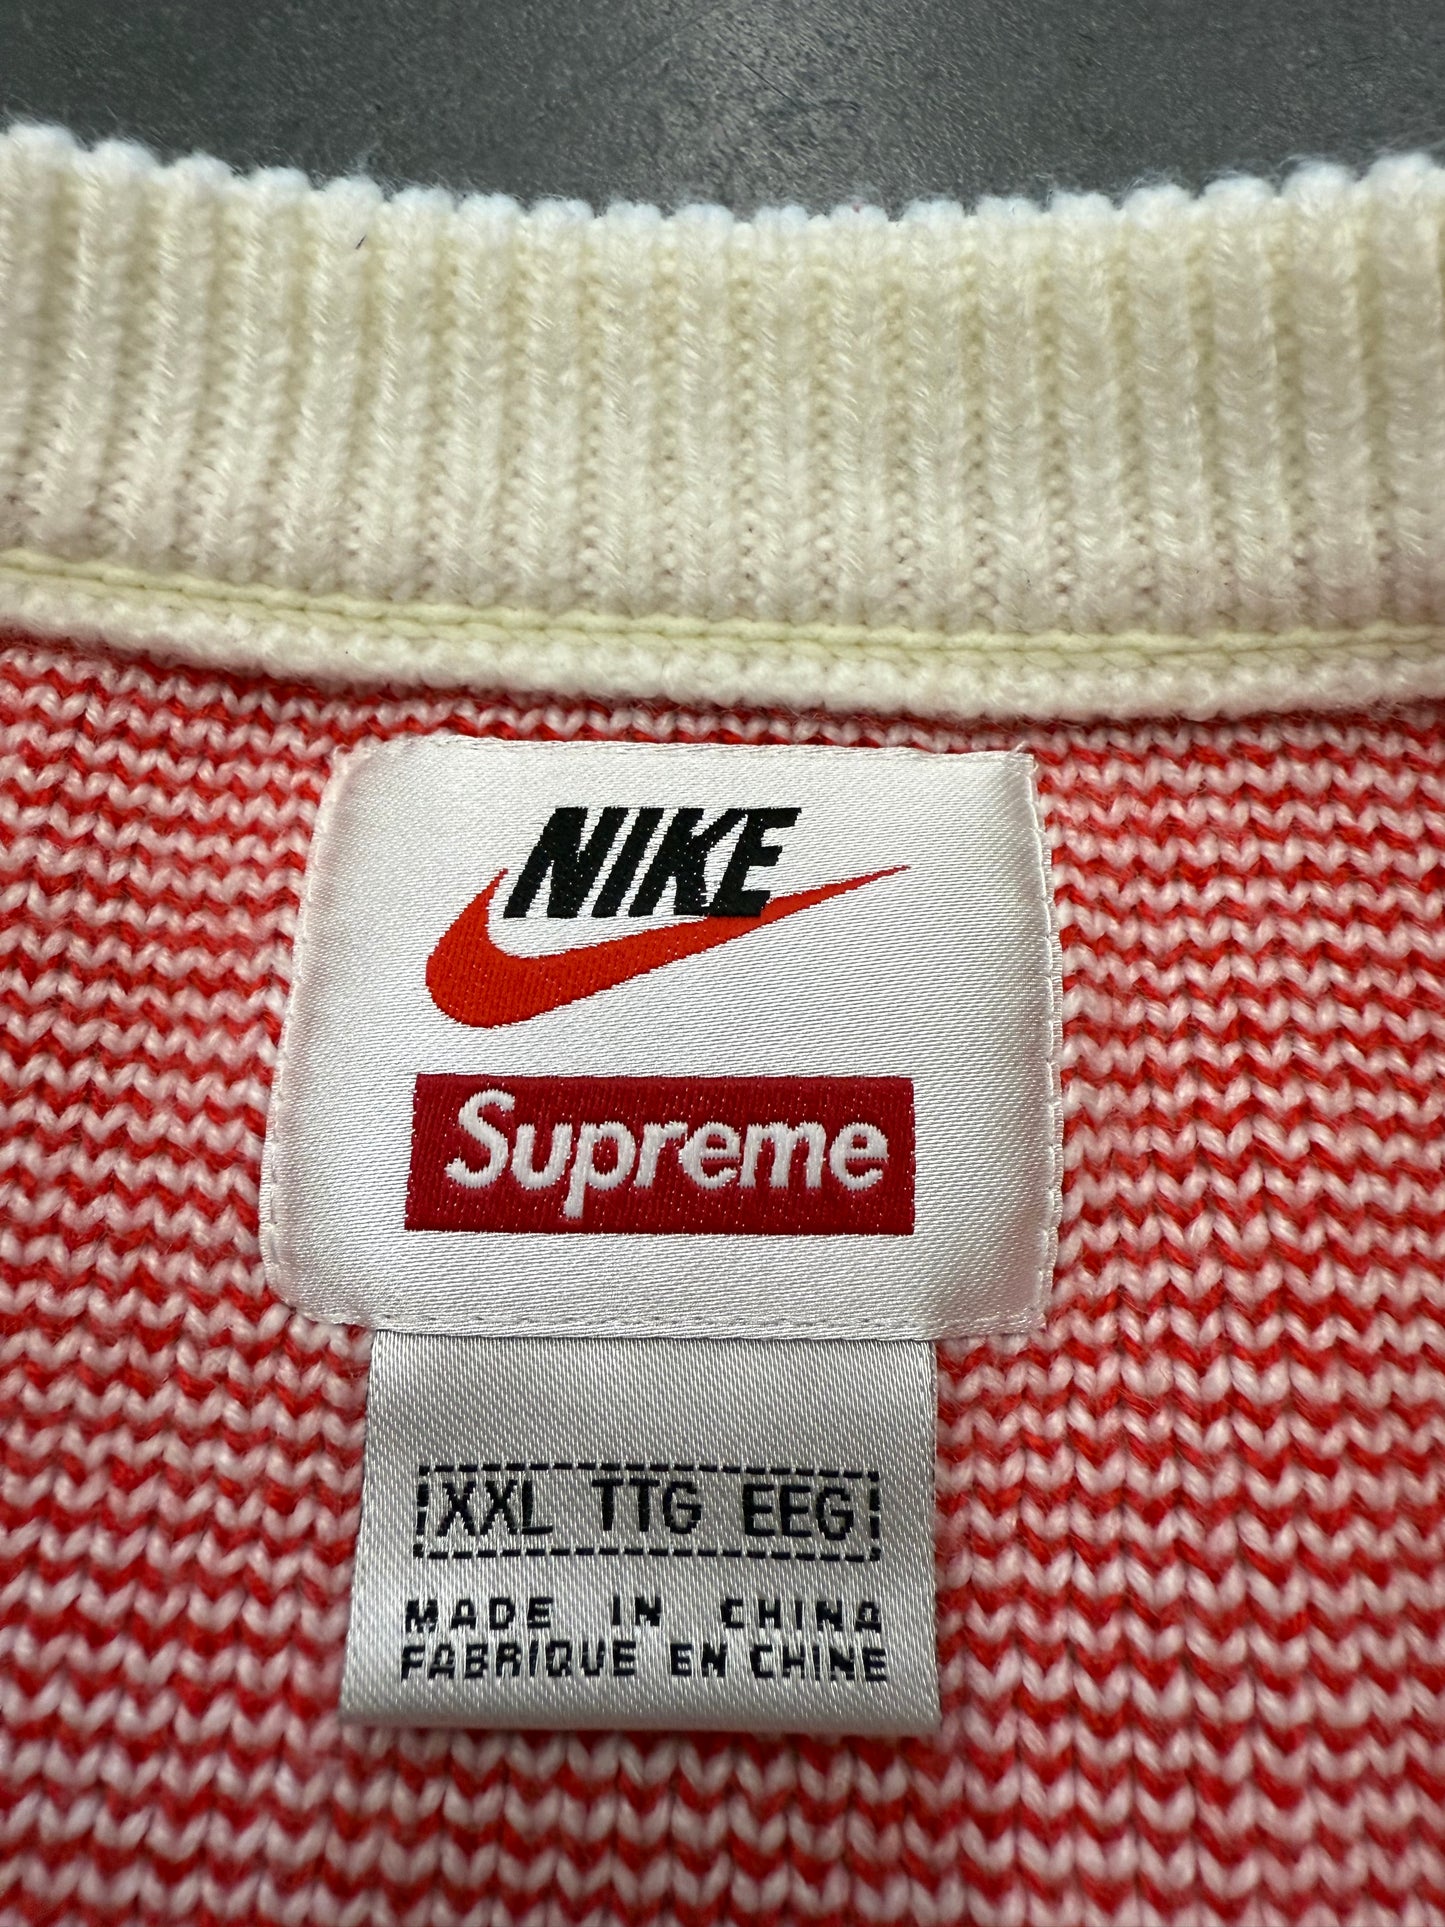 NIKE
Supreme
XXL TTG EEG
MADE IN CHINA
FABRIQUE EN CHINE